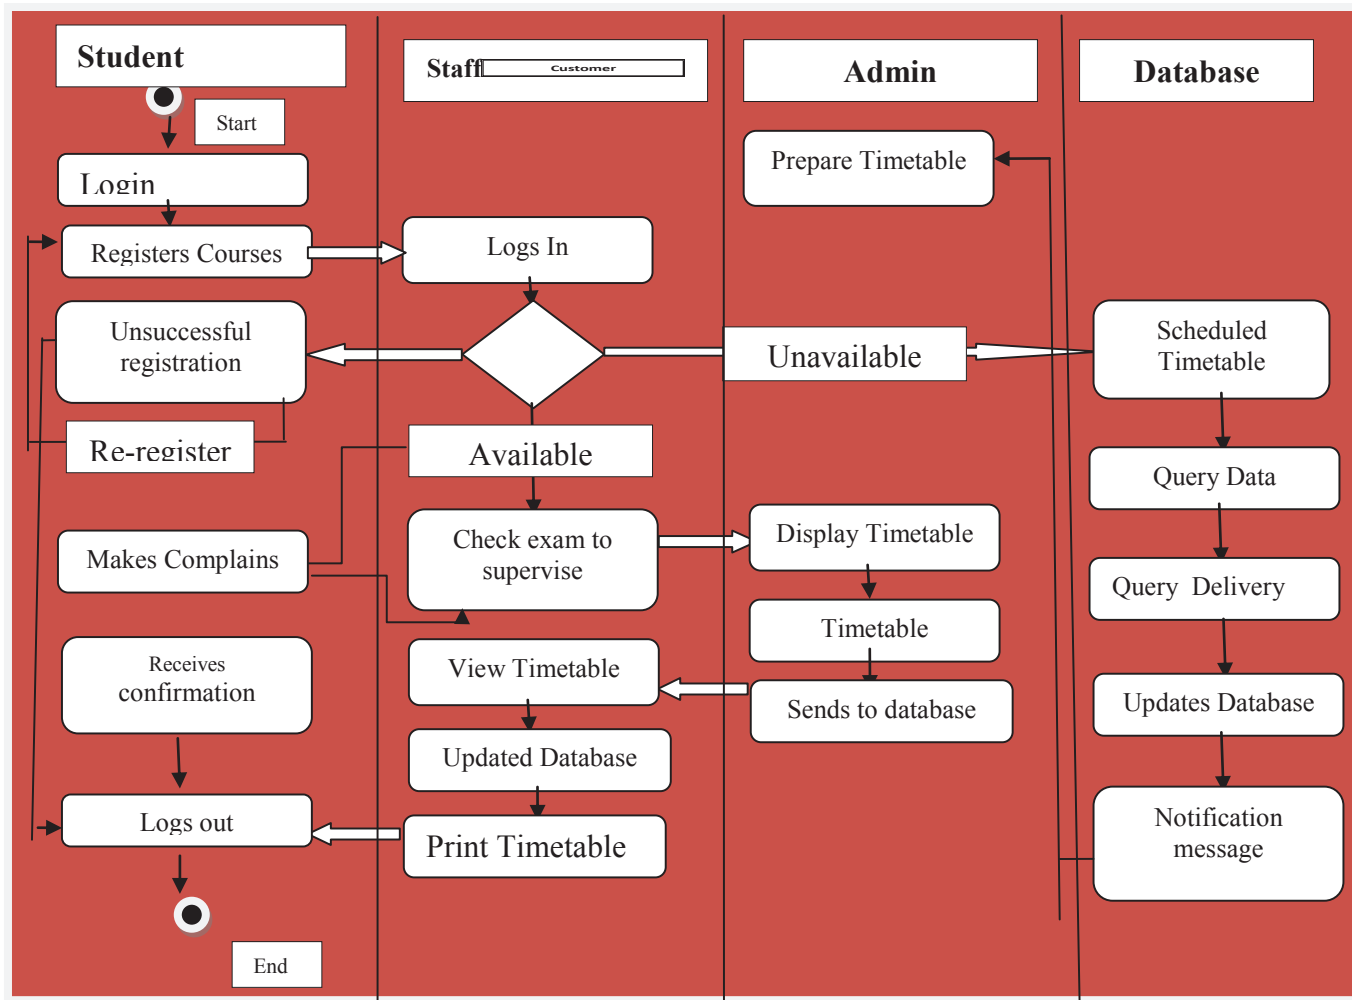 Student
Staff
Customer
Admin
Database
Start
Login
Registers Courses
Unsuccessful
registration
Re-register
Makes Complains
Receives
confirmation
Logs out
End
Logs In
Available
Check exam to
supervise
View Timetable
Updated Database
Print Timetable
Prepare Timetable
Unavailable
Display Timetable
Timetable
Sends to database
Scheduled
Timetable
Query Data
Query Delivery
Updates Database
Notification
message